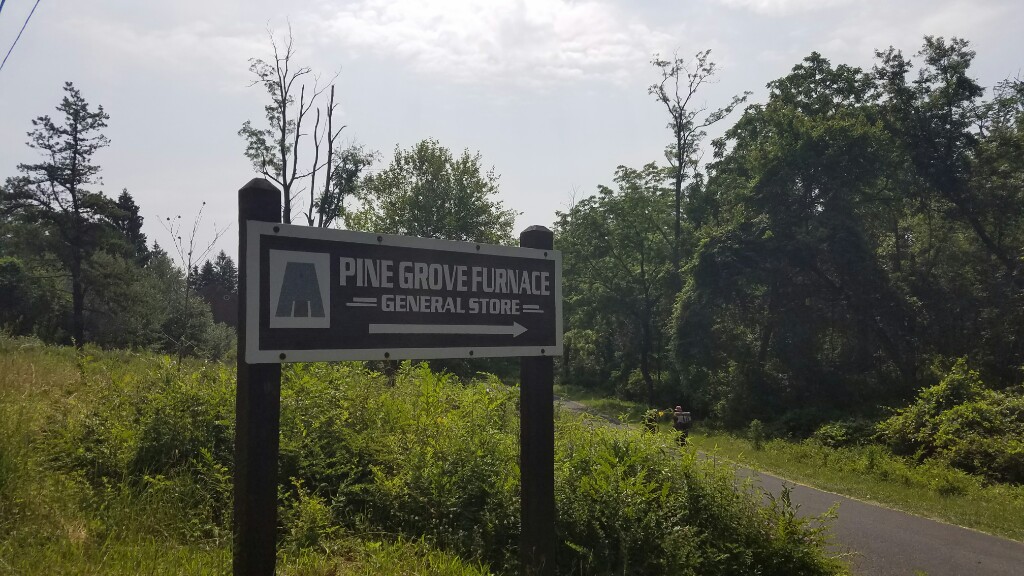 PINE GROVE FURNACE
GENERAL STORE